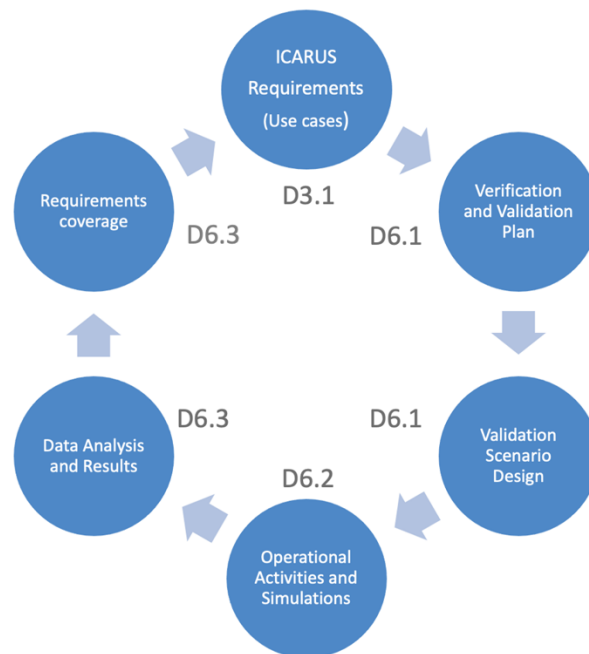 ICARUS
Requirements
(Use cases)
D3.1
Verification
and Validation
Plan
D6.1
Validation
Scenario
Design
D6.1
Operational
Activities and
Simulations
D6.2
Data Analysis
and Results
D6.3
Requirements
coverage
D6.3